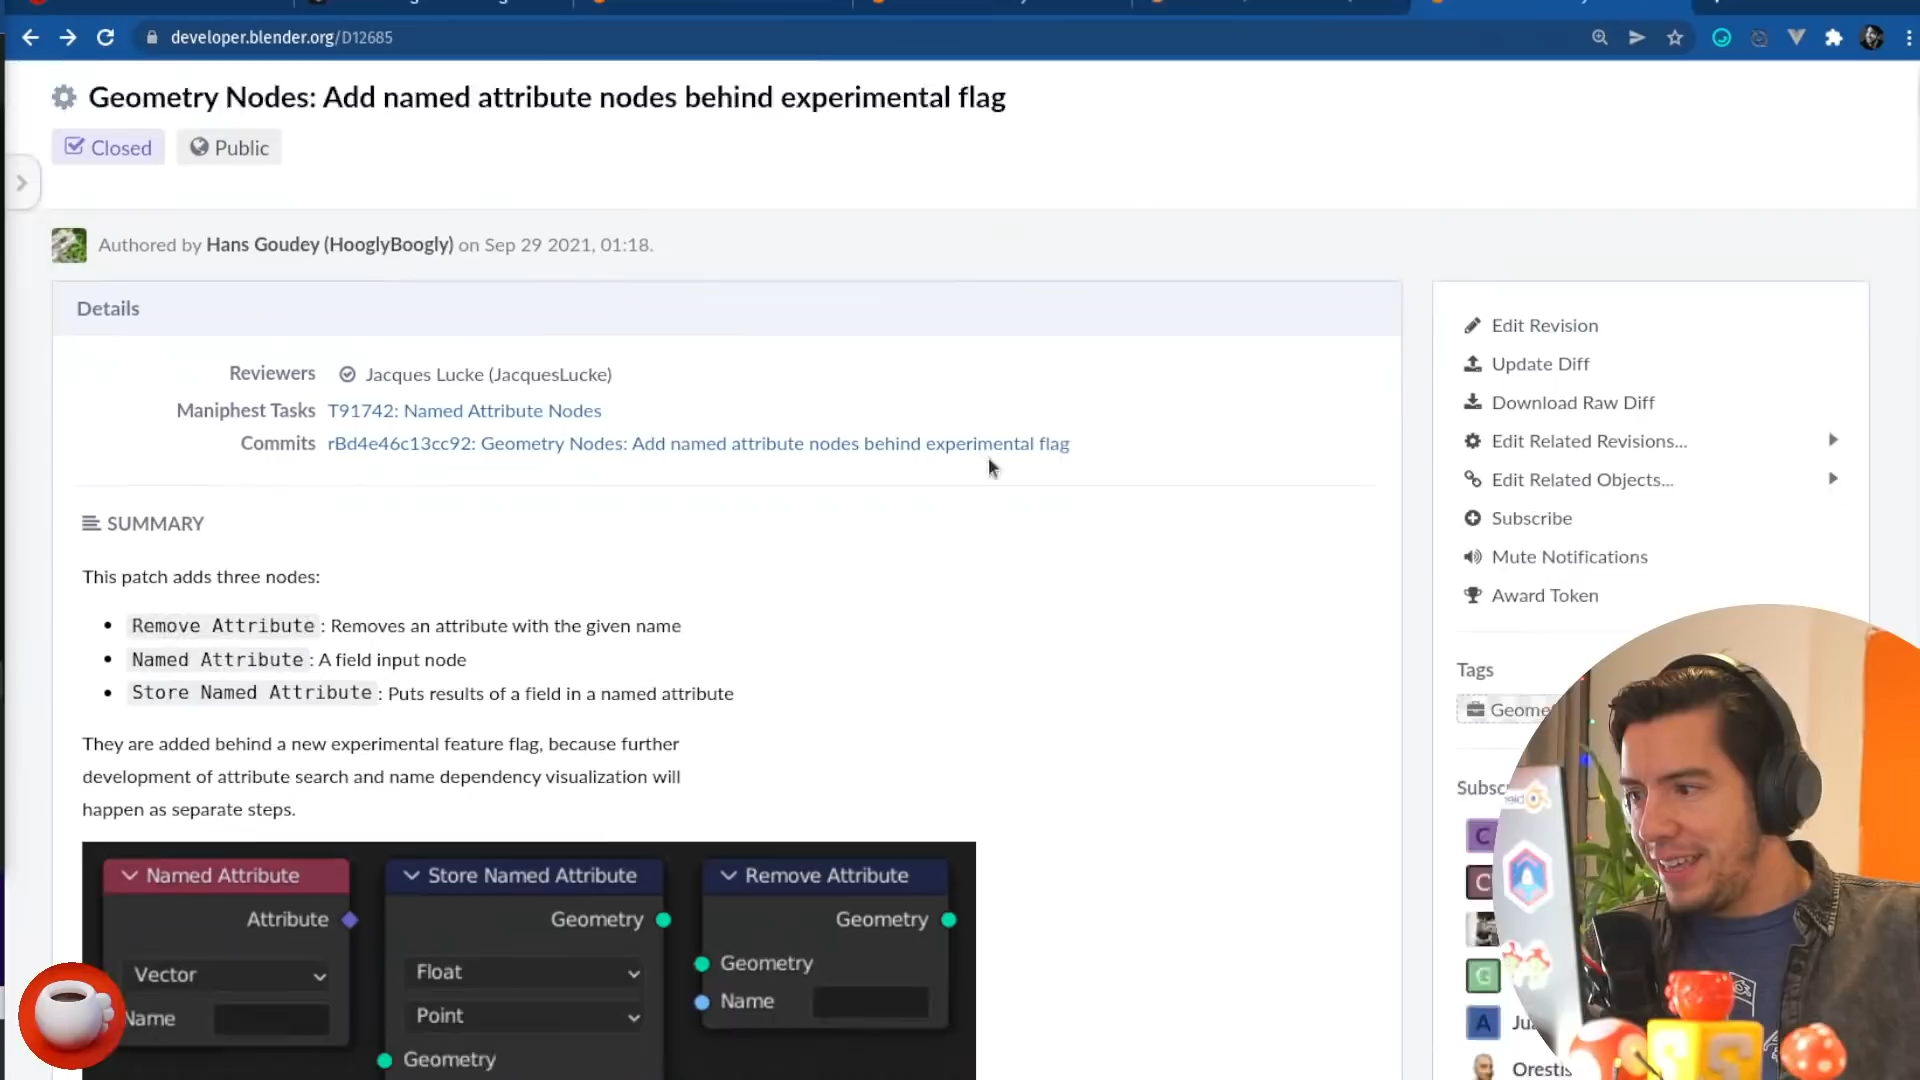 developer.blender.org/D12685
Geometry Nodes: Add named attribute nodes behind experimental flag
Closed Public
Authored by Hans Goudey (HooglyBoogly) on Sep 29 2021, 01:18.
Details
Reviewers Jacques Lucke (JacquesLucke)
Maniphest Tasks T91742: Named Attribute Nodes
Commits rBd4e46c13cc92: Geometry Nodes: Add named attribute nodes behind experimental flag
SUMMARY
This patch adds three nodes:
• Remove Attribute : Removes an attribute with the given name
• Named Attribute : A field input node
• Store Named Attribute : Puts results of a field in a named attribute
They are added behind a new experimental feature flag, because further
development of attribute search and name dependency visualization will
happen as separate steps.
Named Attribute
Attribute
Vector
Name
Store Named Attribute
Geometry
Float
Point
Geometry
Remove Attribute
Geometry
Geometry
Name
Edit Revision
Update Diff
Download Raw Diff
Edit Related Revisions...
Edit Related Objects...
Subscribe
Mute Notifications
Award Token
Tags
Geome
Subsc
C
C
G
A Ju
Orestis